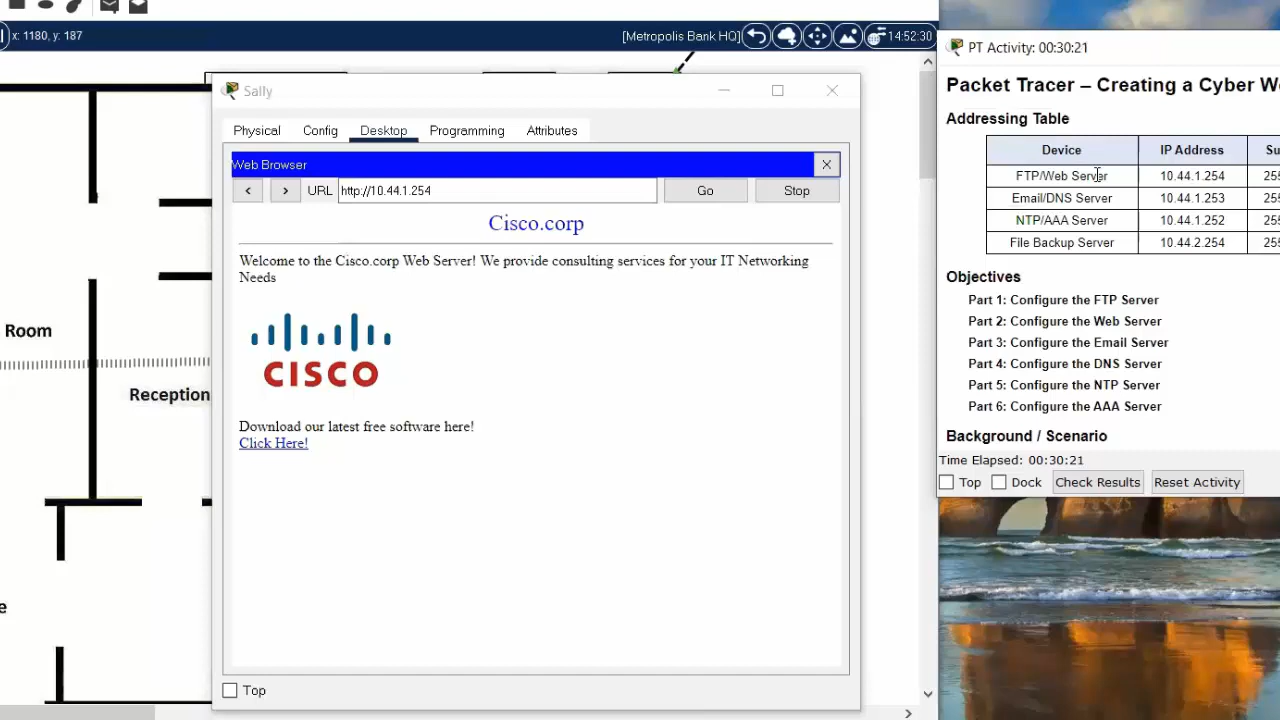 x: 1180, y: 187
[Metropolis Bank HQ]
14:52:30
Room
Reception
Sally
Physical
Config
Desktop
Programming
Attributes
Web Browser
<
>
URL
http://10.44.1.254
Go
Stop
Cisco.corp
Welcome to the Cisco.corp Web Server! We provide consulting services for your IT Networking
Needs
CISCO
Download our latest free software here!
Click Here!
Top
PT Activity: 00:30:21
Packet Tracer – Creating a Cyber
Addressing Table
Device IP Address
FTP/Web Server 10.44.1.254
Email/DNS Server 10.44.1.253
NTP/AAA Server 10.44.1.252
File Backup Server 10.44.2.254
Objectives
Part 1: Configure the FTP Server
Part 2: Configure the Web Server
Part 3: Configure the Email Server
Part 4: Configure the DNS Server
Part 5: Configure the NTP Server
Part 6: Configure the AAA Server
Background / Scenario
Time Elapsed: 00:30:21
Top
Dock
Check Results
Reset Activity